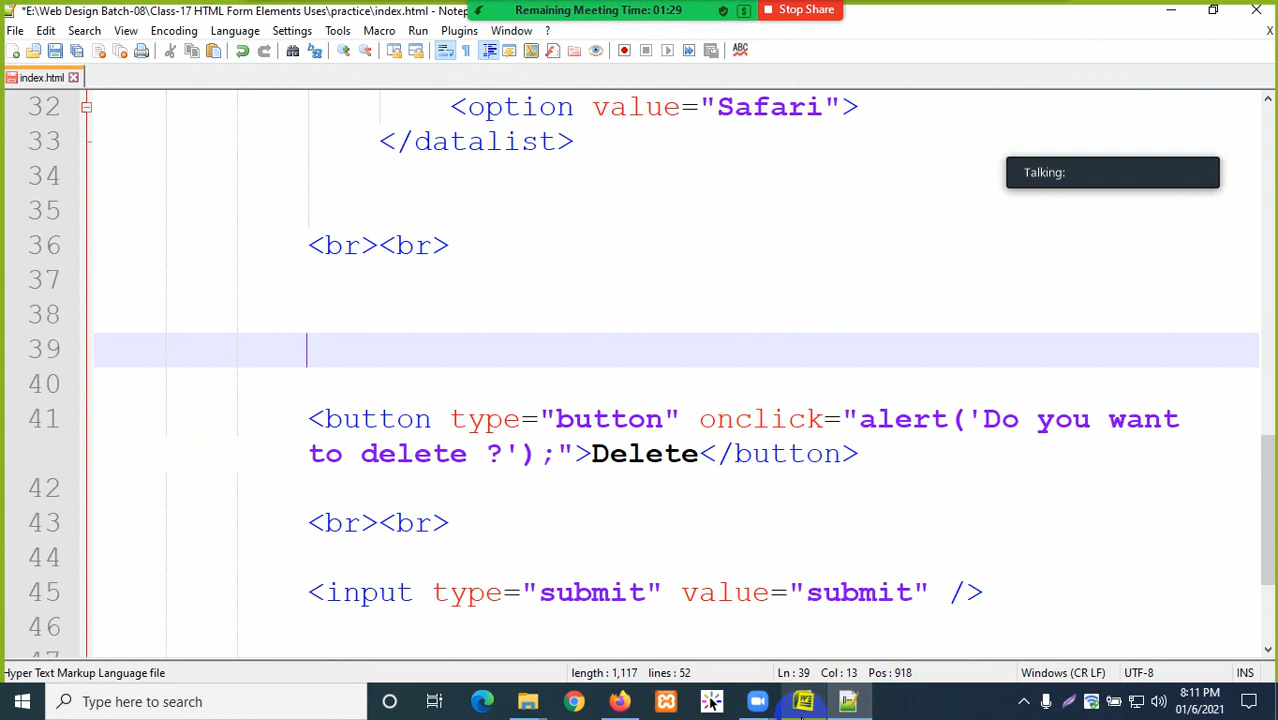 *E:\Web Design Batch-08\Class-17 HTML Form Elements Uses\practice\index.html - Notep
Remaining Meeting Time: 01:29
Stop Share
File Edit Search View Encoding Language Settings Tools Macro Run Plugins Window ?
X
index.html
32 <option value="Safari">
33 </datalist>
Talking:
34
35
36 <br><br>
37
38
39
40
41 <button type="button" onclick="alert('Do you want
to delete ?');">Delete</button>
42
43 <br><br>
44
45 <input type="submit" value="submit" />
46
47
Hyper Text Markup Language file length : 1,117 lines : 52 Ln : 39 Col : 13 Pos : 918 Windows (CR LF) UTF-8 INS
Type here to search
8:11 PM
01/6/2021